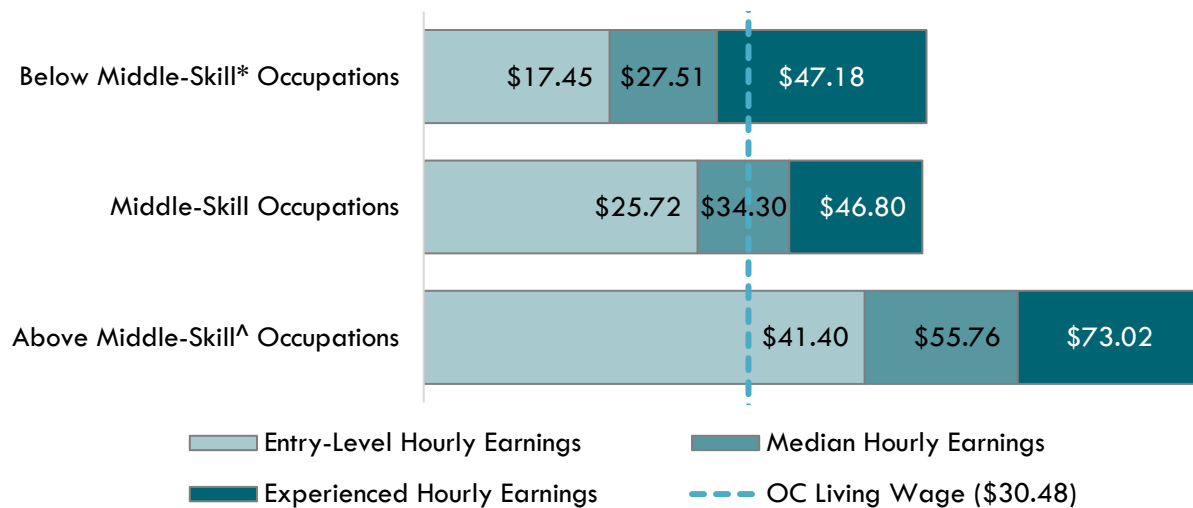 Below Middle-Skill* Occupations
$17.45 $27.51 $47.18
Middle-Skill Occupations
$25.72 $34.30 $46.80
Above Middle-Skill^ Occupations
$41.40 $55.76 $73.02
Entry-Level Hourly Earnings
Median Hourly Earnings
Experienced Hourly Earnings
OC Living Wage ($30.48)